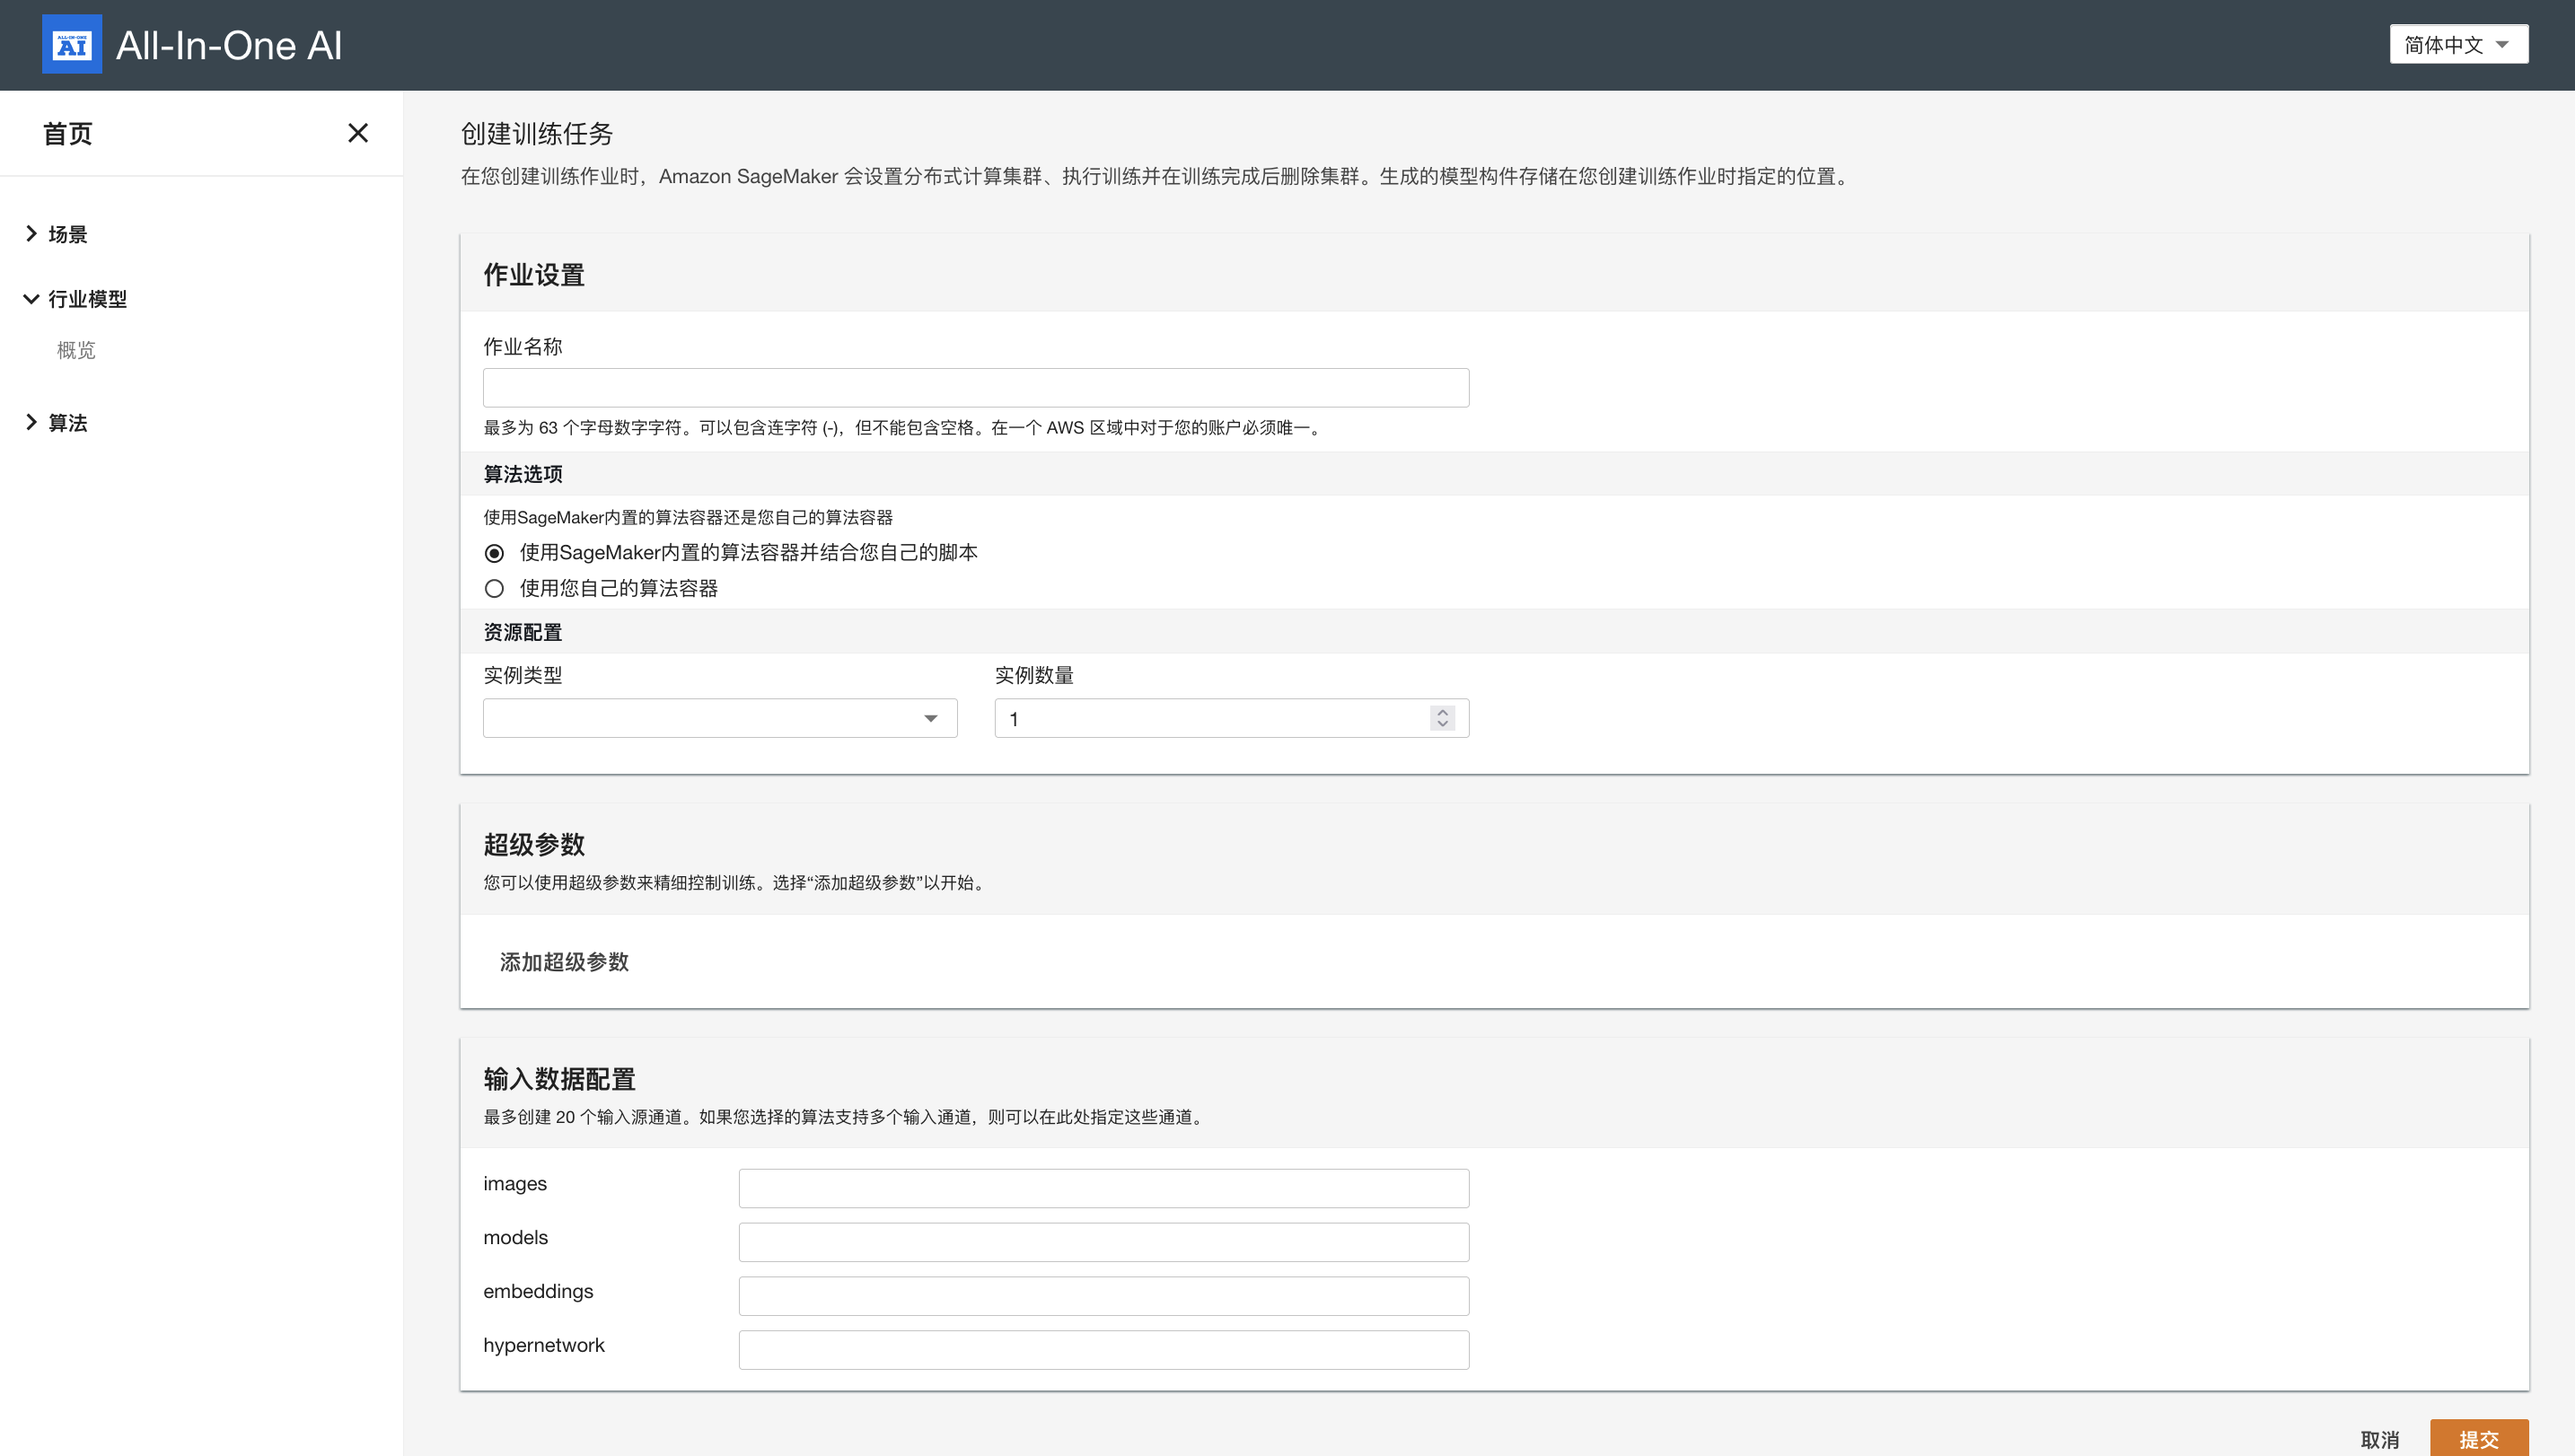 ALL-IN-ONE
AI
All-In-One AI
简体中文
首页
场景
行业模型
概览
算法
创建训练任务
在您创建训练作业时，Amazon SageMaker 会设置分布式计算集群、执行训练并在训练完成后删除集群。生成的模型构件存储在您创建训练作业时指定的位置。
作业设置
作业名称
最多为 63 个字母数字字符。可以包含连字符 (-)，但不能包含空格。在一个 AWS 区域中对于您的账户必须唯一。
算法选项
使用SageMaker内置的算法容器还是您自己的算法容器
使用SageMaker内置的算法容器并结合您自己的脚本
使用您自己的算法容器
资源配置
实例类型 实例数量
1
超级参数
您可以使用超级参数来精细控制训练。选择“添加超级参数”以开始。
添加超级参数
输入数据配置
最多创建 20 个输入源通道。如果您选择的算法支持多个输入通道，则可以在此处指定这些通道。
images
models
embeddings
hypernetwork
取消 提交